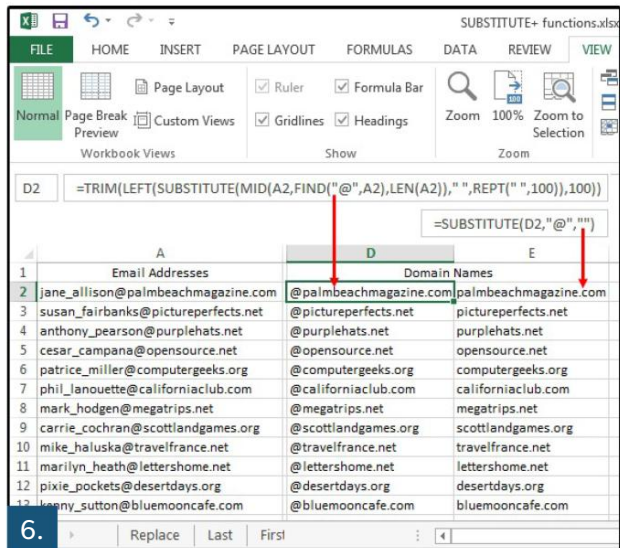 SUBSTITUTE+ functions.xlsx
FILE HOME INSERT PAGE LAYOUT FORMULAS DATA REVIEW VIEW
Normal Page Break Preview Page Layout Custom Views
Workbook Views
Ruler Formula Bar
Gridlines Headings
Show
Zoom 100% Zoom to Selection
Zoom
D2 =TRIM(LEFT(SUBSTITUTE(MID(A2,FIND("@",A2),LEN(A2))," ",REPT(" ",100)),100))
=SUBSTITUTE(D2,"@","")
A D E
1 Email Addresses Domain Names
2 jane_allison@palmbeachmagazine.com @palmbeachmagazine.com palmbeachmagazine.com
3 susan_fairbanks@pictureperfects.net @pictureperfects.net pictureperfects.net
4 anthony_pearson@purplehats.net @purplehats.net purplehats.net
5 cesar_campana@opensource.net @opensource.net opensource.net
6 patrice_miller@computergeeks.org @computergeeks.org computergeeks.org
7 phil_lanouette@californiaclub.com @californiaclub.com californiaclub.com
8 mark_hodgen@megatrips.net @megatrips.net megatrips.net
9 carrie_cochran@scottlandgames.org @scottlandgames.org scottlandgames.org
10 mike_haluska@travelfrance.net @travelfrance.net travelfrance.net
11 marilyn_heath@lettershome.net @lettershome.net lettershome.net
12 pixie_pockets@desertdays.org @desertdays.org desertdays.org
@bluemooncafe.com bluemooncafe.com
6. Replace Last First